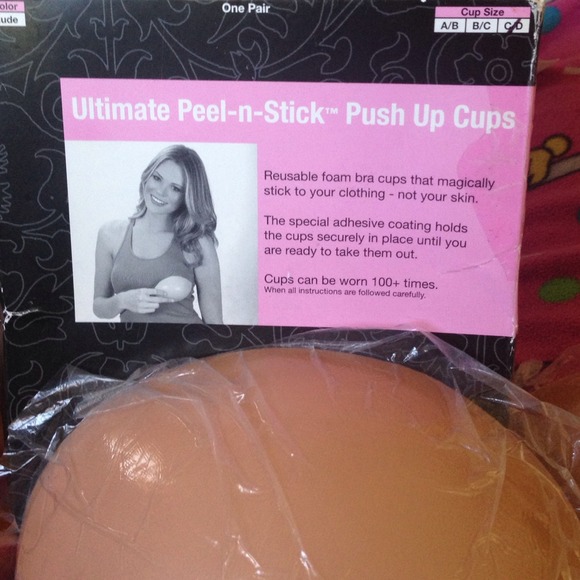 olor
ude
One Pair
Cup Size
A/B B/C C/D
Ultimate Peel-n-Stick™ Push Up Cups
Reusable foam bra cups that magically
stick to your clothing - not your skin.
The special adhesive coating holds
the cups securely in place until you
are ready to take them out.
Cups can be worn 100+ times.
When all instructions are followed carefully.